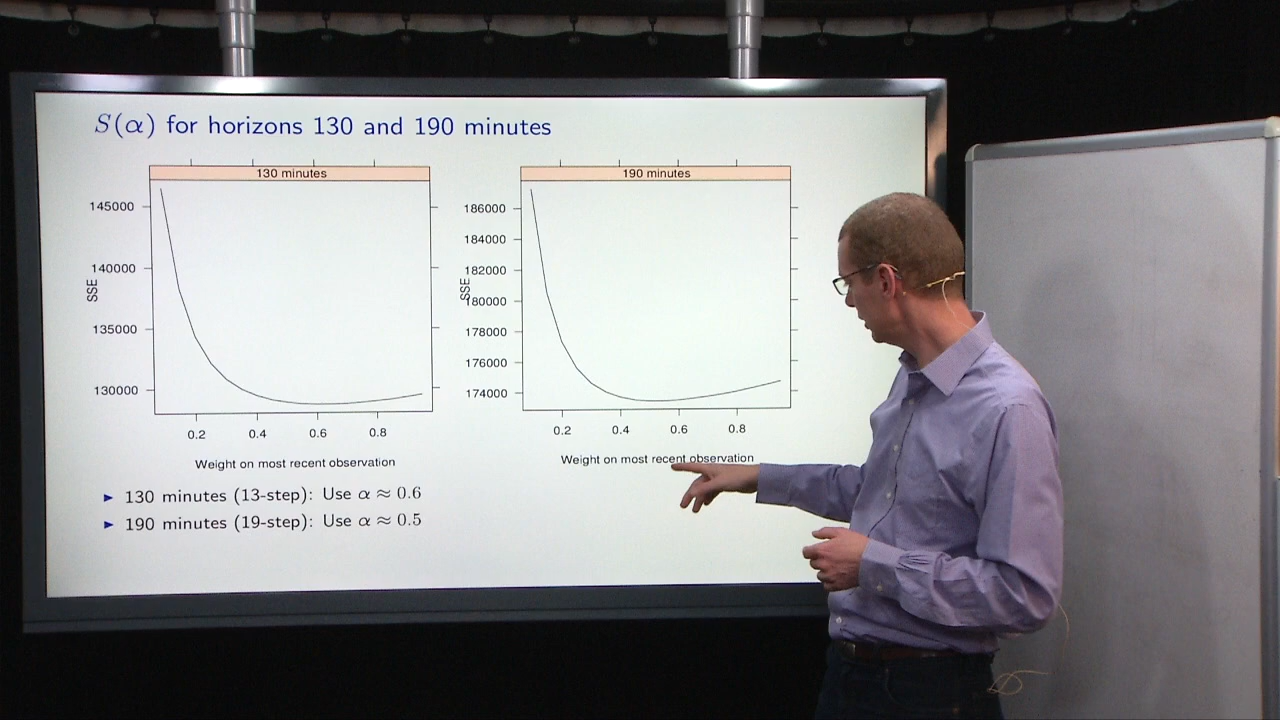 S(α) for horizons 130 and 190 minutes
130 minutes
145000
140000
135000
130000
SSE
0.2 0.4 0.6 0.8
Weight on most recent observation
190 minutes
186000
184000
182000
180000
178000
176000
174000
SSE
0.2 0.4 0.6 0.8
Weight on most recent observation
► 130 minutes (13-step): Use α ≈ 0.6
► 190 minutes (19-step): Use α ≈ 0.5